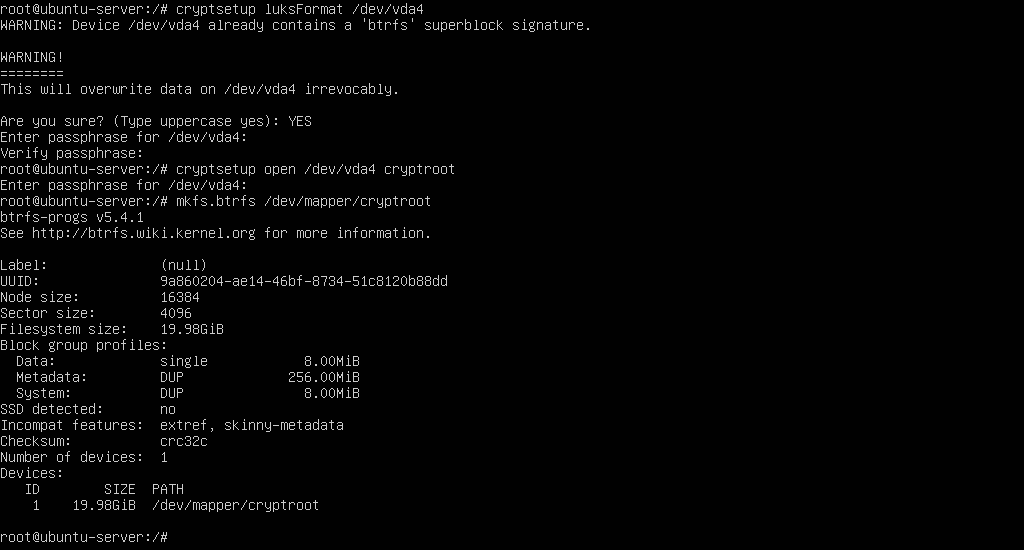 root@ubuntu-server:/# cryptsetup luksFormat /dev/vda4
WARNING: Device /dev/vda4 already contains a 'btrfs' superblock signature.
WARNING!
========
This will overwrite data on /dev/vda4 irrevocably.
Are you sure? (Type uppercase yes): YES
Enter passphrase for /dev/vda4:
Verify passphrase:
root@ubuntu-server:/# cryptsetup open /dev/vda4 cryptroot
Enter passphrase for /dev/vda4:
root@ubuntu-server:/# mkfs.btrfs /dev/mapper/cryptroot
btrfs-progs v5.4.1
See http://btrfs.wiki.kernel.org for more information.
Label:              (null)
UUID:               9a860204-ae14-46bf-8734-51c8120b88dd
Node size:          16384
Sector size:        4096
Filesystem size:    19.98GiB
Block group profiles:
  Data:             single            8.00MiB
  Metadata:         DUP             256.00MiB
  System:           DUP               8.00MiB
SSD detected:       no
Incompat features:  extref, skinny-metadata
Checksum:           crc32c
Number of devices:  1
Devices:
   ID        SIZE  PATH
    1    19.98GiB  /dev/mapper/cryptroot
root@ubuntu-server:/#